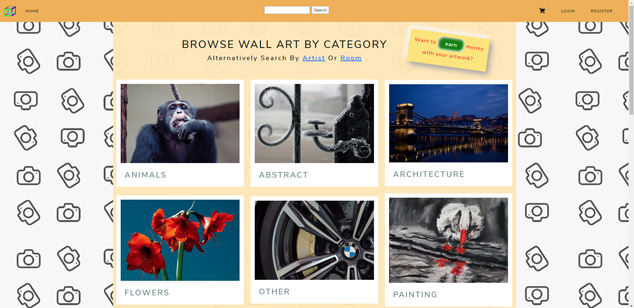 HOME
Search
LOGIN
REGISTER
BROWSE WALL ART BY CATEGORY
Alternatively Search By Artist Or Room
Want to earn money
with your artwork?
ANIMALS
ABSTRACT
ARCHITECTURE
FLOWERS
OTHER
PAINTING